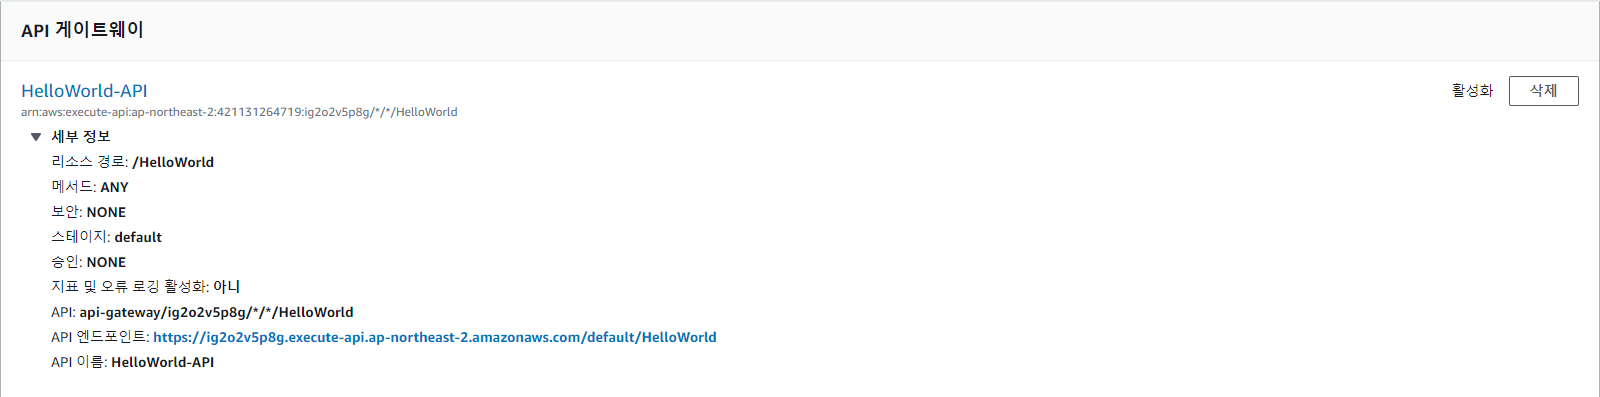 API 게이트웨이
HelloWorld-API
활성화
삭제
arn:aws:execute-api:ap-northeast-2:421131264719:ig2o2v5p8g/*/*/HelloWorld
▼ 세부 정보
리소스 경로: /HelloWorld
메서드: ANY
보안: NONE
스테이지: default
승인: NONE
지표 및 오류 로깅 활성화: 아니
API: api-gateway/ig2o2v5p8g/*/*/HelloWorld
API 엔드포인트: https://ig2o2v5p8g.execute-api.ap-northeast-2.amazonaws.com/default/HelloWorld
API 이름: HelloWorld-API